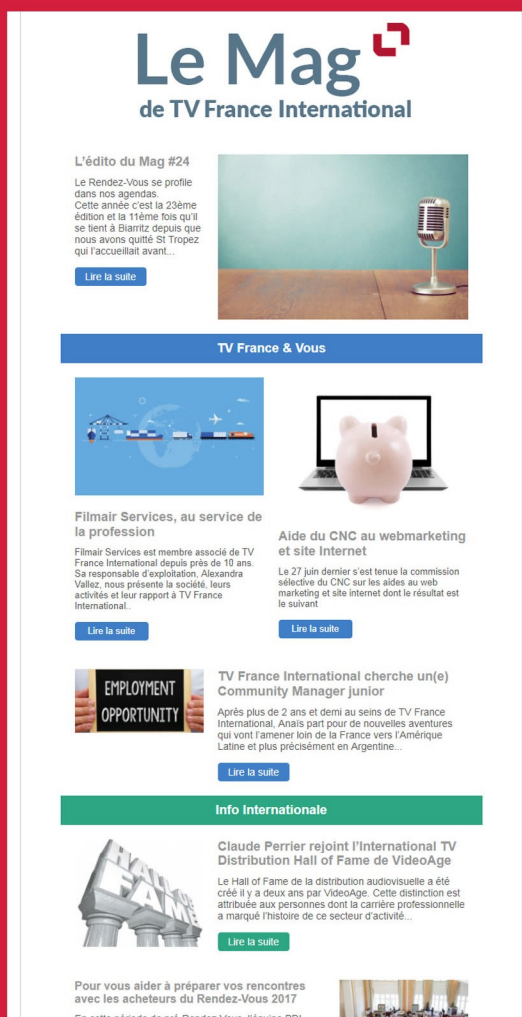 Le Mag
de TV France International
L'édito du Mag #24
Le Rendez-Vous se profile
dans nos agendas.
Cette année c'est la 23ème
édition et la 11ème fois qu'il
se tient à Biarritz depuis que
nous avons quitté St Tropez
qui l'accueillait avant...
Lire la suite
TV France & Vous
Filmair Services, au service de
la profession
Filmair Services est membre associé de TV
France International depuis près de 10 ans.
Sa responsable d'exploitation, Alexandra
Vallez, nous présente la société, leurs
activités et leur rapport à TV France
International..
Lire la suite
Aide du CNC au webmarketing
et site Internet
Le 27 juin dernier s'est tenue la commission
sélective du CNC sur les aides au web
marketing et site internet dont le résultat est
le suivant
Lire la suite
EMPLOYMENT
OPPORTUNITY
TV France International cherche un(e)
Community Manager junior
Après plus de 2 ans et demi au seins de TV France
International, Anaïs part pour de nouvelles aventures
qui vont l'amener loin de la France vers l'Amérique
Latine et plus précisément en Argentine...
Lire la suite
Info Internationale
HALL OF
FAME
Claude Perrier rejoint l'International TV
Distribution Hall of Fame de VideoAge
Le Hall of Fame de la distribution audiovisuelle a été
créé il y a deux ans par VideoAge. Cette distinction est
attribuée aux personnes dont la carrière professionnelle
a marqué l'histoire de ce secteur d'activité...
Lire la suite
Pour vous aider à préparer vos rencontres
avec les acheteurs du Rendez-Vous 2017